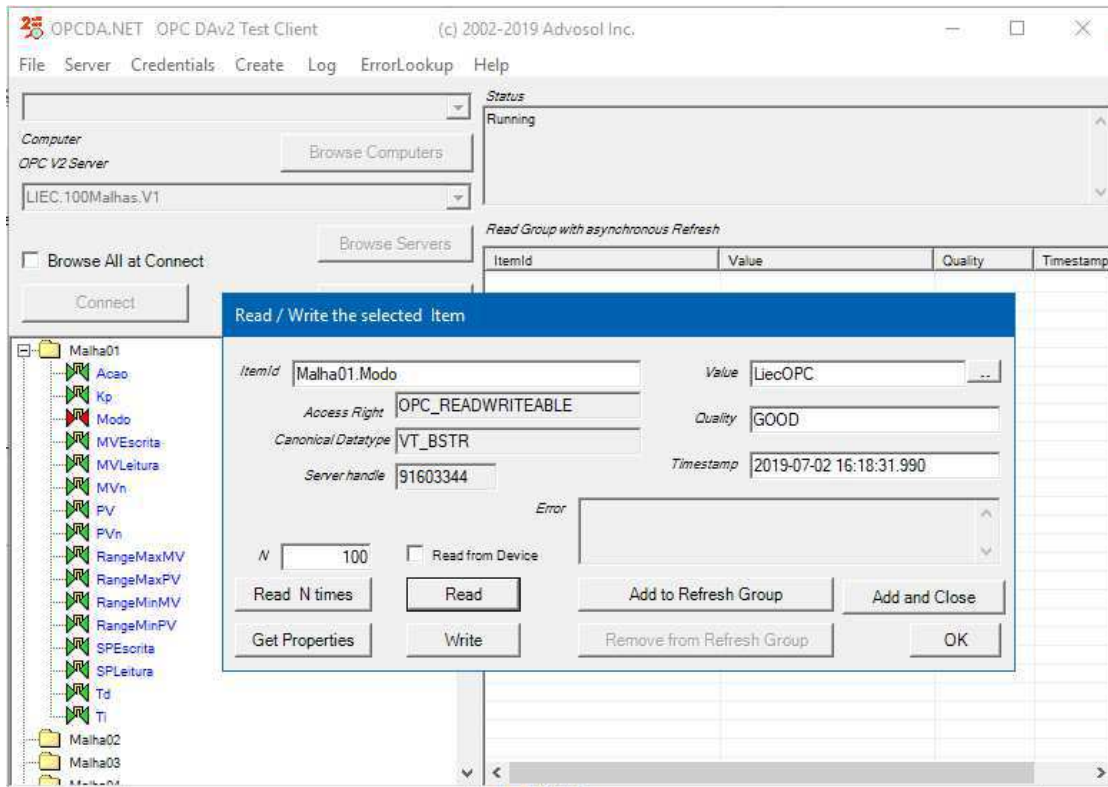 OPCDA.NET OPC DAv2 Test Client (c) 2002-2019 Advosol Inc.
File Server Credentials Create Log ErrorLookup Help
Computer
Browse Computers
OPC V2 Server
LIEC.100Malhas.V1
Browse Servers
Browse All at Connect
Connect
Status
Running
Read Group with asynchronous Refresh
ItemId Value Quality Timestamp
Malha01
Acao
Kp
Modo
MVEscrita
MVLeitura
MVn
PV
PVn
RangeMaxMV
RangeMaxPV
RangeMinMV
RangeMinPV
SPEscrita
SPLeitura
Td
Ti
Malha02
Malha03
Read / Write the selected Item
ItemId Malha01.Modo
Access Right OPC_READWRITEABLE
Canonical Datatype VT_BSTR
Server handle 91603344
Value LiecOPC ..
Quality GOOD
Timestamp 2019-07-02 16:18:31.990
Error
N 100 Read from Device
Read N times Read Add to Refresh Group Add and Close
Get Properties Write Remove from Refresh Group OK